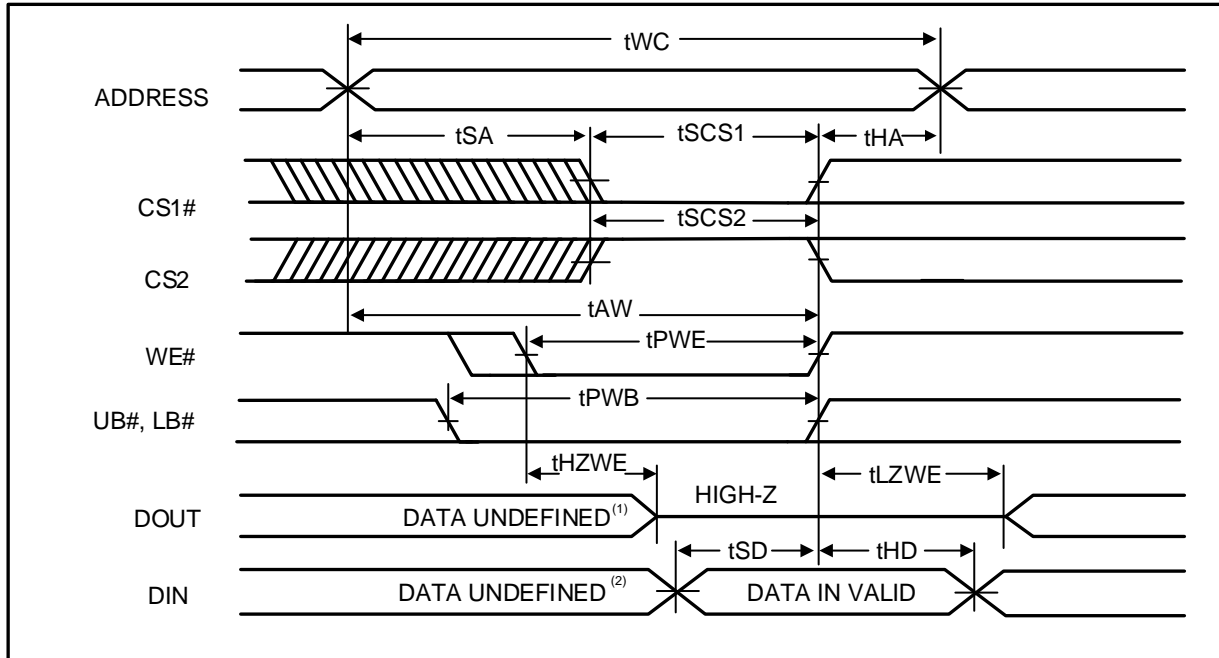 tWC
ADDRESS
tSA
tSCS1
tHA
CS1#
tSCS2
CS2
tAW
WE#
tPWE
UB#, LB#
tPWB
tHZWE
tLZWE
HIGH-Z
DOUT
DATA UNDEFINED(1)
tSD
tHD
DIN
DATA UNDEFINED (2)
DATA IN VALID